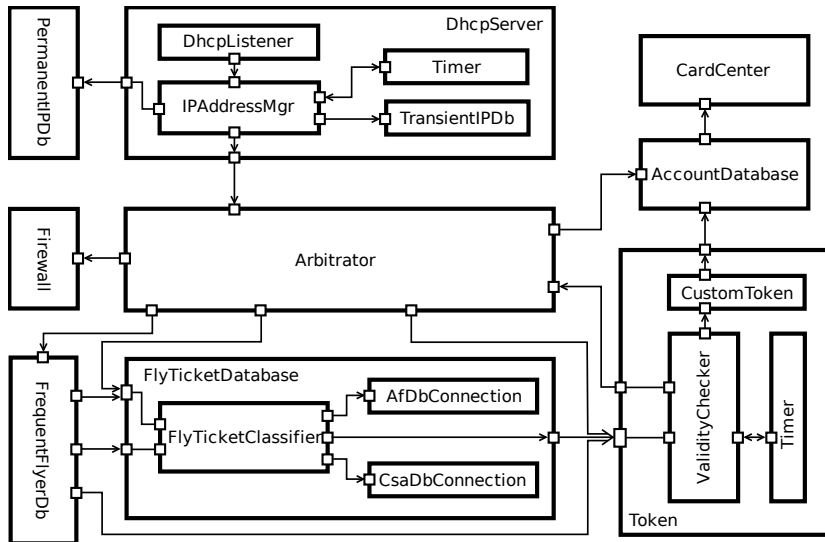 PermanentIPDb
DhcpServer
DhcpListener
Timer
IPAddressMgr
TransientIPDb
CardCenter
AccountDatabase
Firewall
Arbitrator
CustomToken
FrequentFlyerDb
FlyTicketDatabase
AfDbConnection
FlyTicketClassifier
CsaDbConnection
ValidityChecker
Timer
Token